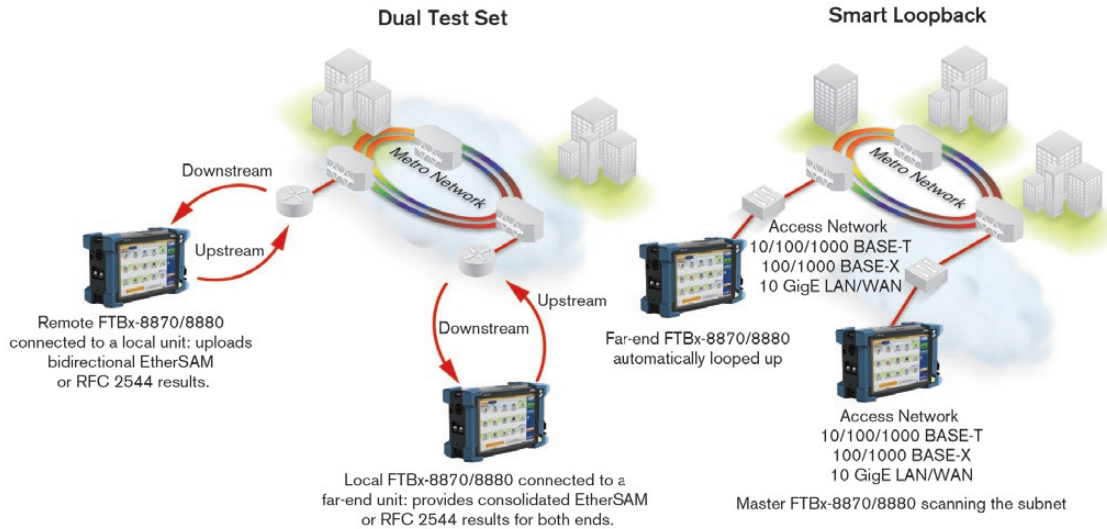 Dual Test Set
Metro Network
Downstream
Upstream
Remote FTBx-8870/8880
connected to a local unit: uploads
bidirectional EtherSAM
or RFC 2544 results.
Upstream
Downstream
Local FTBx-8870/8880 connected to a
far-end unit: provides consolidated EtherSAM
or RFC 2544 results for both ends.
Smart Loopback
Metro Network
Access Network
10/100/1000 BASE-T
100/1000 BASE-X
10 GigE LAN/WAN
Far-end FTBx-8870/8880
automatically looped up
Access Network
10/100/1000 BASE-T
100/1000 BASE-X
10 GigE LAN/WAN
Master FTBx-8870/8880 scanning the subnet